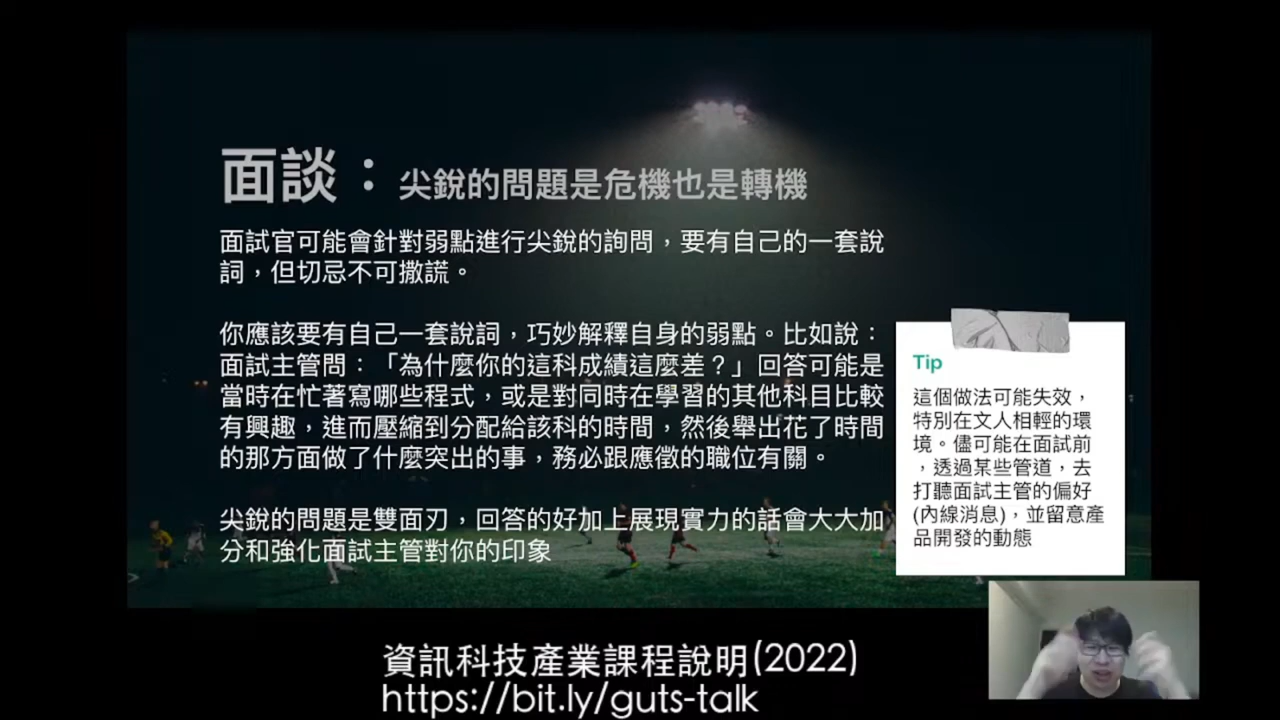 面談：尖銳的問題是危機也是轉機
面試官可能會針對弱點進行尖銳的詢問，要有自己的一套說
詞，但切忌不可撒謊。
你應該要有自己一套說詞，巧妙解釋自身的弱點。比如說：
面試主管問：「為什麼你的這科成績這麼差？」回答可能是
當時在忙著寫哪些程式，或是對同時在學習的其他科目比較
有興趣，進而壓縮到分配給該科的時間，然後舉出花了時間
的那方面做了什麼突出的事，務必跟應徵的職位有關。
尖銳的問題是雙面刃，回答的好加上展現實力的話會大大加
分和強化面試主管對你的印象
Tip
這個做法可能失效，
特別在文人相輕的環
境。儘可能在面試前
，透過某些管道，去
打聽面試主管的偏好
(內線消息)，並留意產
品開發的動態
資訊科技產業課程說明(2022)
https://bit.ly/guts-talk